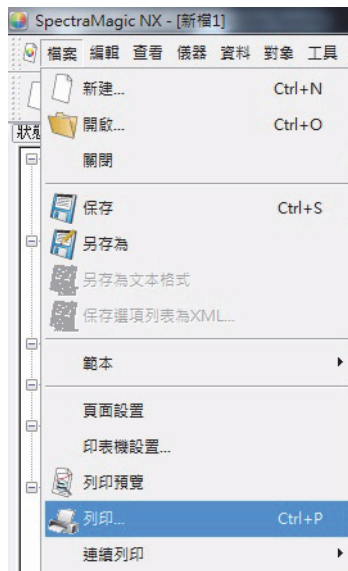 SpectraMagic NX - [新檔1]
檔案 編輯 查看 儀器 資料 對象 工具
新建... Ctrl+N
狀態
開啟... Ctrl+O
關閉
保存 Ctrl+S
另存為
另存為文本格式
保存選項列表為XML...
範本
頁面設置
印表機設置...
列印預覽
列印... Ctrl+P
連續列印